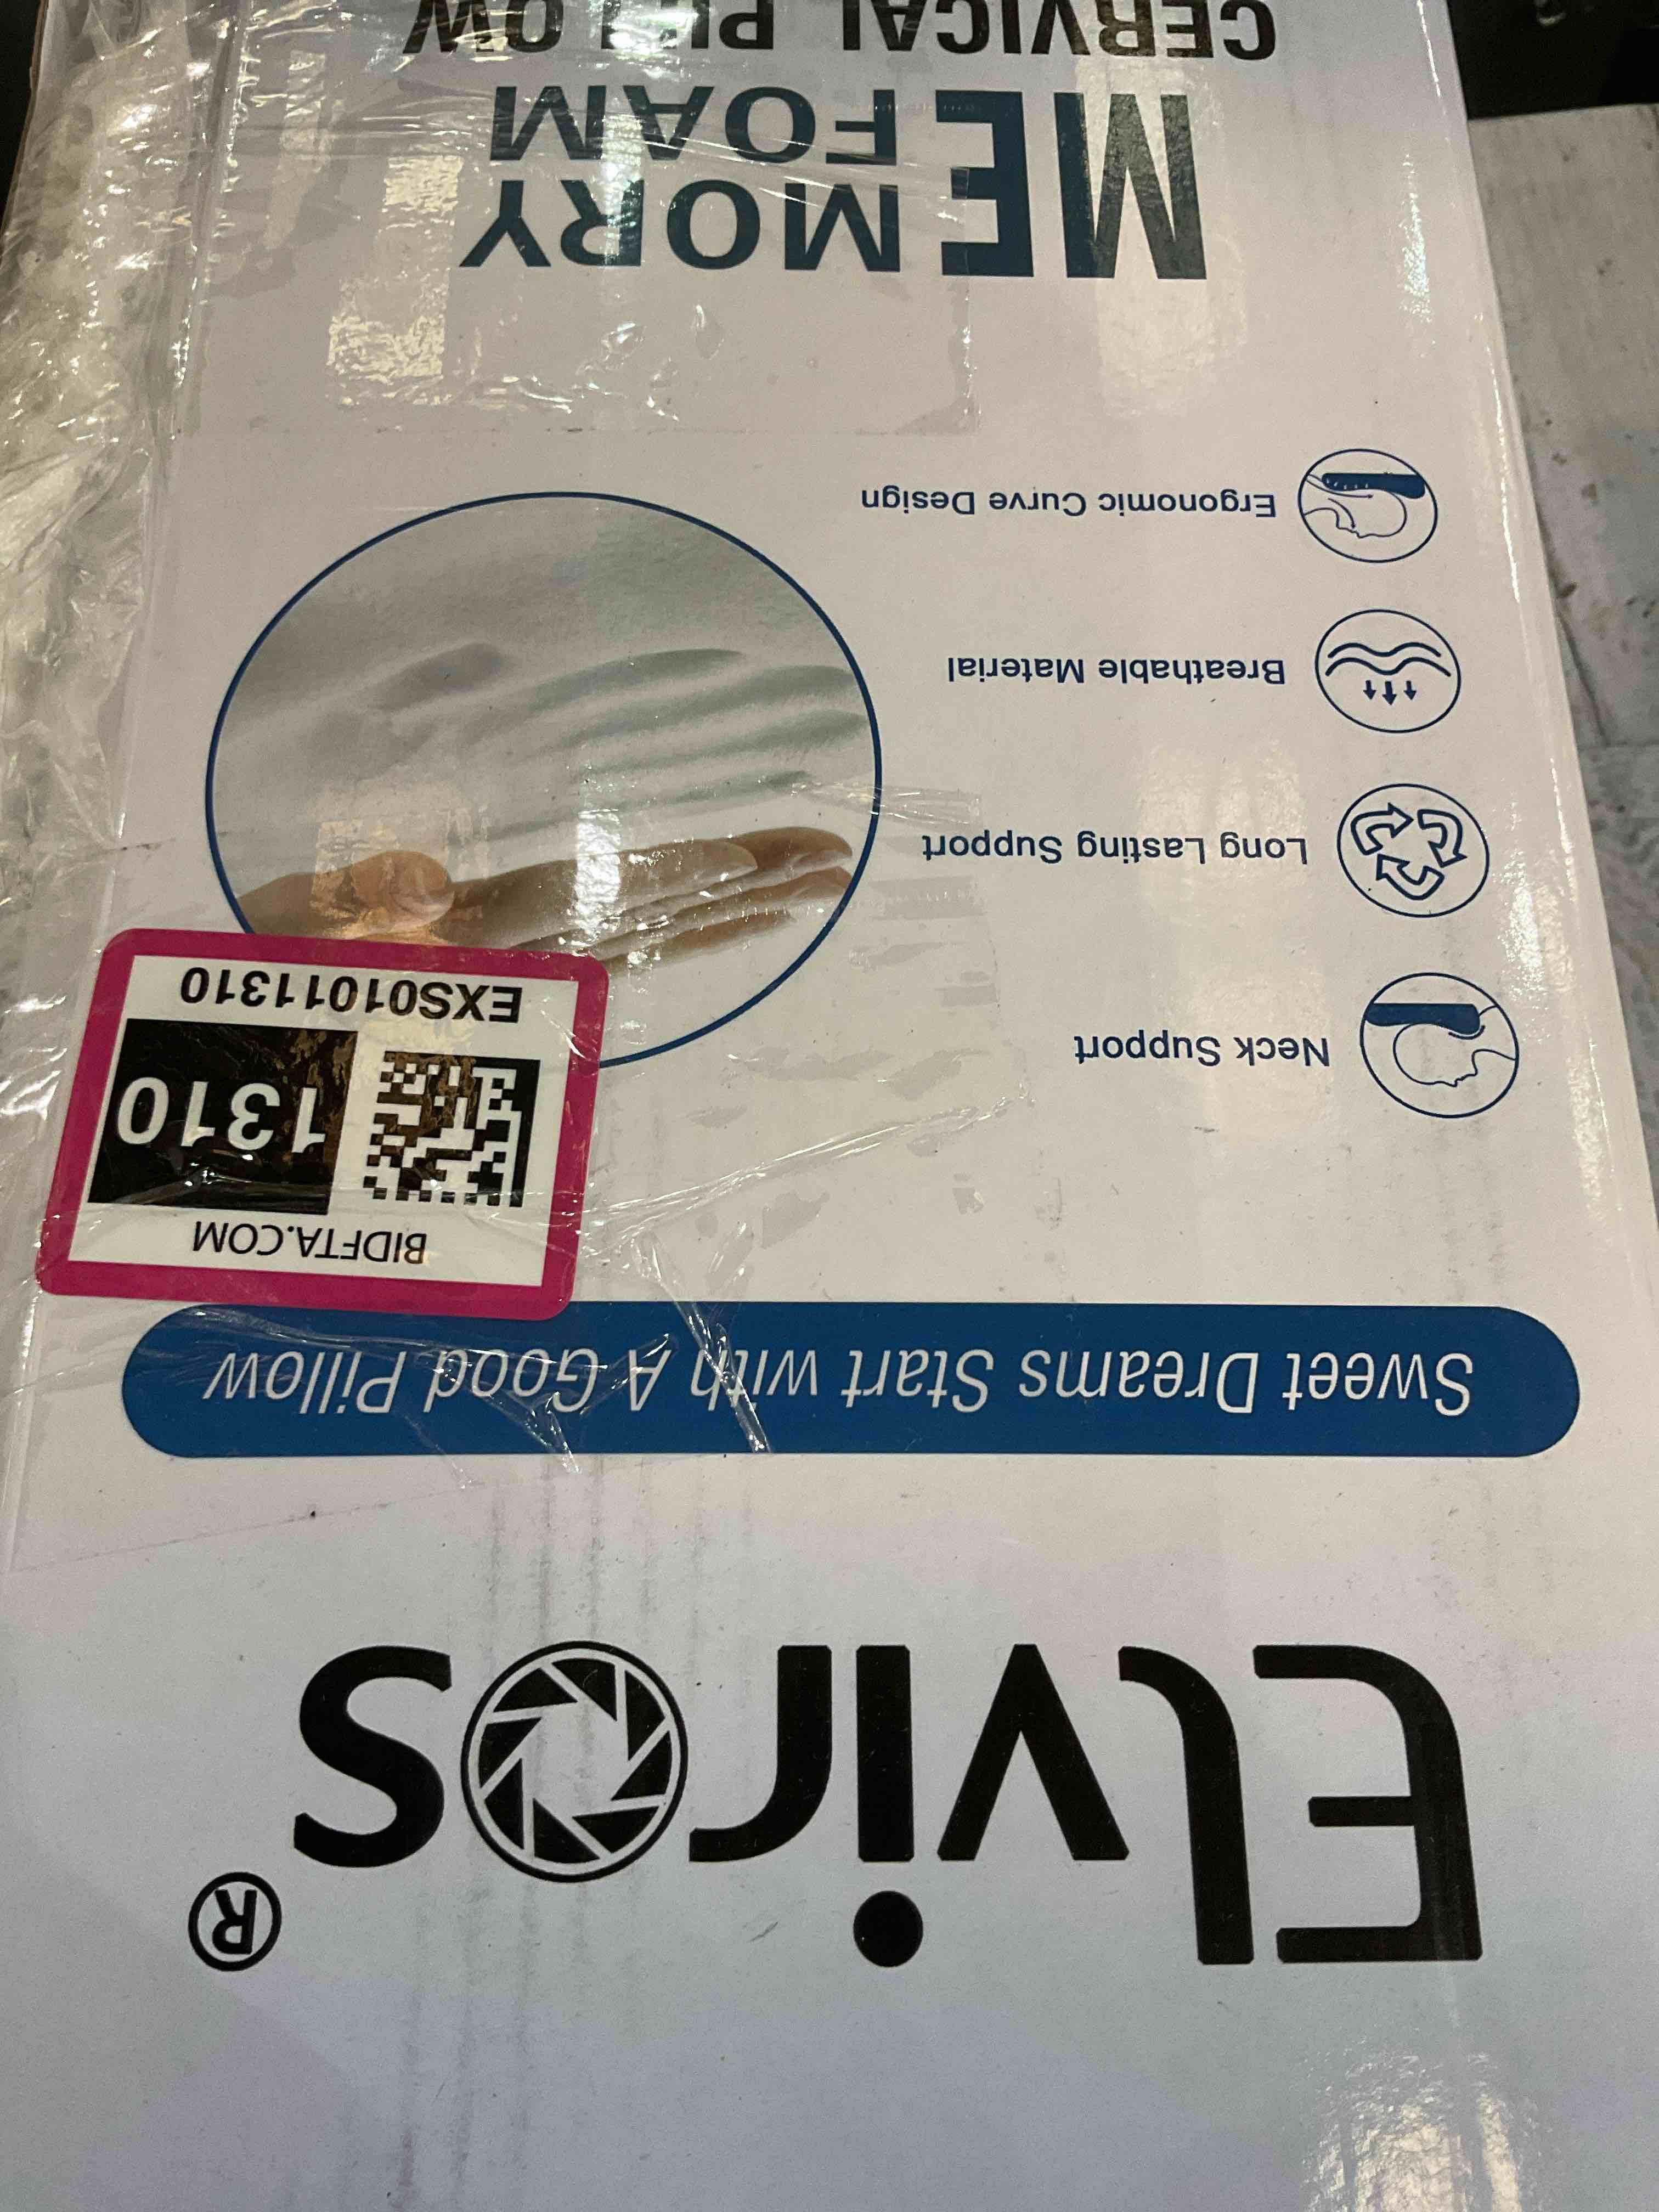 Elviros®
Sweet Dreams Start with A Good Pillow
BIDFTA.COM
1310
EXS01011310
Neck Support
Long Lasting Support
Breathable Material
Ergonomic Curve Design
MEMORY
FOAM
CERVICAL PILLOW